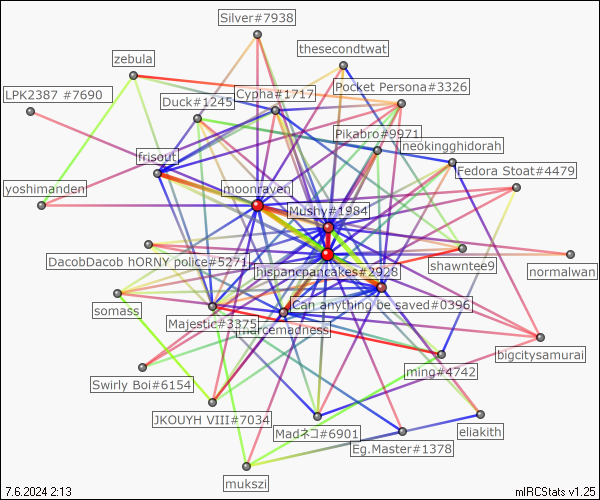 Silver#7938
thesecondtwat
zebula
Pocket Persona#3326
LPK2387 #7690
Cypha#1717
Duck#1245
Pikabro#9971
neokingghidorah
frisout
Fedora Stoat#4479
yoshimanden
moonraven
Mushy#1984
DacobDacob hORNY police#5271
shawntee9
hispanicpancakes#2928
normalwan
somass
Can anything be saved#0396
Majestic#3375
marcemadness
bigcitysamurai
ming#4742
Swirly Boi#6154
JKOUYH VIII#7034
Madネコ#6901
eliakith
Eg.Master#1378
mukszi
7.6.2024 2:13
mIRCStats v1.25